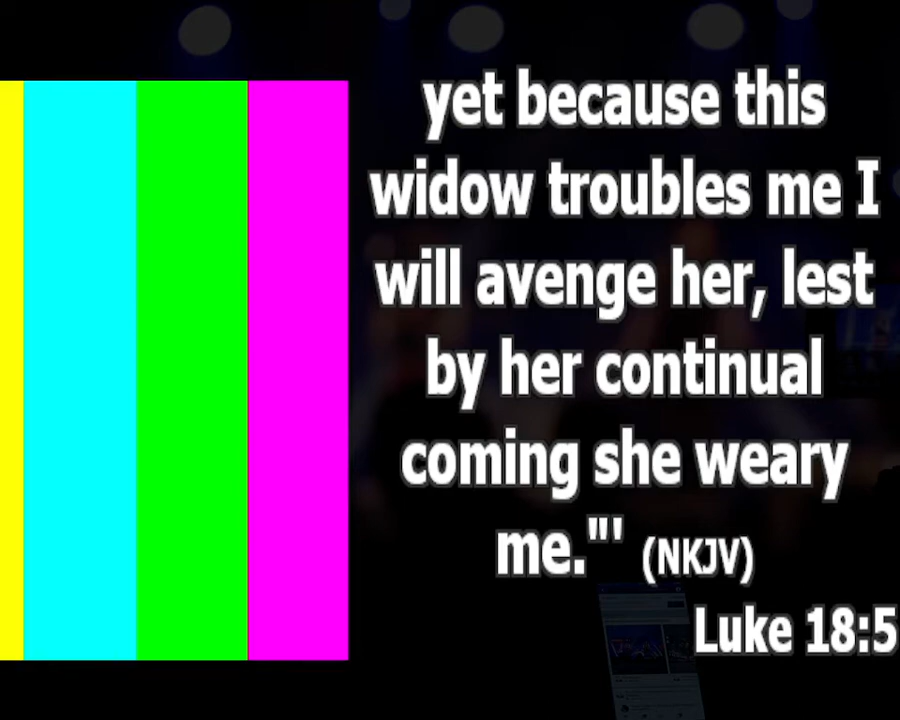 yet because this
widow troubles me I
will avenge her, lest
by her continual
coming she weary
me."' (NKJV)
Luke 18:5